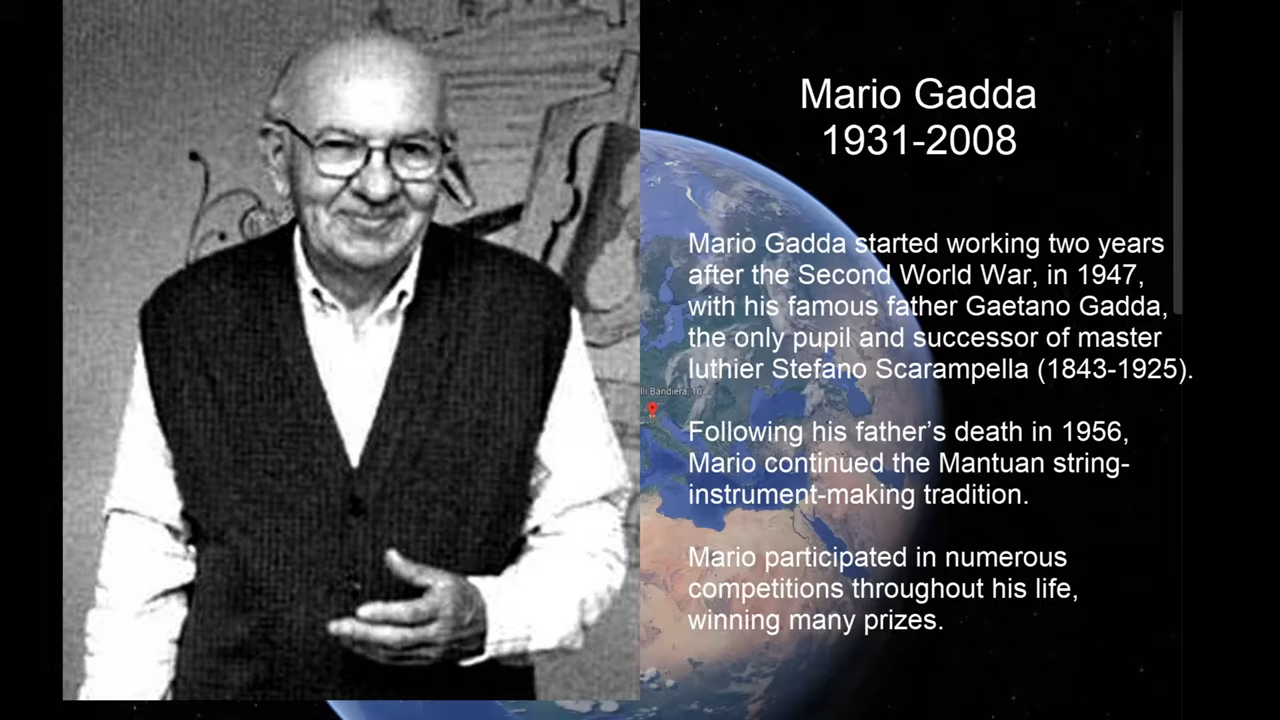 Mario Gadda
1931-2008
Mario Gadda started working two years
after the Second World War, in 1947,
with his famous father Gaetano Gadda,
the only pupil and successor of master
luthier Stefano Scarampella (1843-1925).
lli Bandiera, 10
Following his father's death in 1956,
Mario continued the Mantuan string-
instrument-making tradition.
Mario participated in numerous
competitions throughout his life,
winning many prizes.